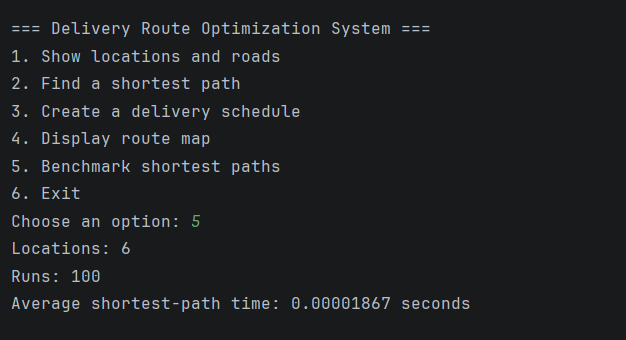 === Delivery Route Optimization System ===
1. Show locations and roads
2. Find a shortest path
3. Create a delivery schedule
4. Display route map
5. Benchmark shortest paths
6. Exit
Choose an option: 5
Locations: 6
Runs: 100
Average shortest-path time: 0.00001867 seconds